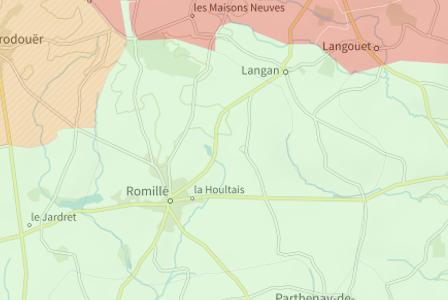 les Maisons Neuves
rodouër
Langouet
Langan
Romillé
la Houltais
le Jardret
Parthenay-de-